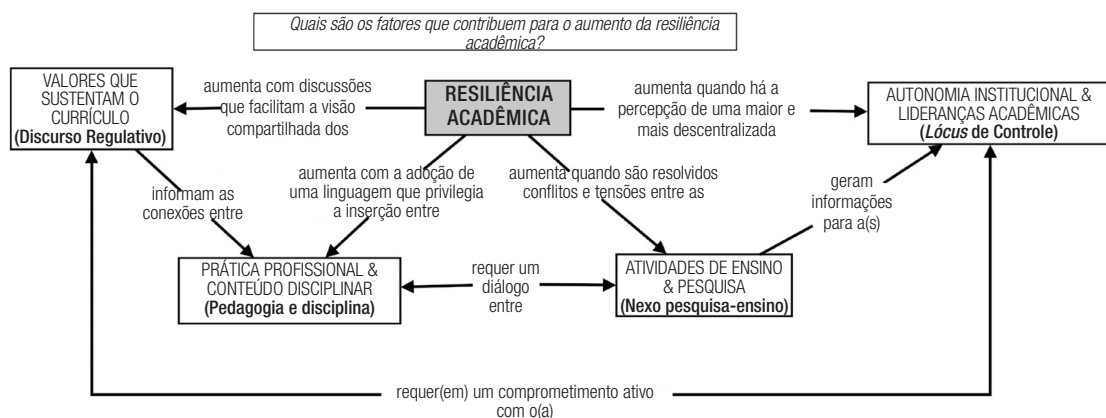 Quais são os fatores que contribuem para o aumento da resiliência
acadêmica?
VALORES QUE
SUSTENTAM O
CURRÍCULO
(Discurso Regulativo)
aumenta com discussões
que facilitam a visão
compartilhada dos
RESILIÊNCIA
ACADÊMICA
aumenta quando há a
percepção de uma maior e
mais descentralizada
AUTONOMIA INSTITUCIONAL &
LIDERANÇAS ACADÊMICAS
(Lócus de Controle)
informam as
conexões entre
aumenta com a adoção de
uma linguagem que privilegia
a inserção entre
aumenta quando são resolvidos
conflitos e tensões entre as
geram
informações
para a(s)
PRÁTICA PROFISSIONAL &
CONTEÚDO DISCIPLINAR
(Pedagogia e disciplina)
requer um
diálogo
entre
ATIVIDADES DE ENSINO
& PESQUISA
(Nexo pesquisa-ensino)
requer(em) um comprometimento ativo
com o(a)